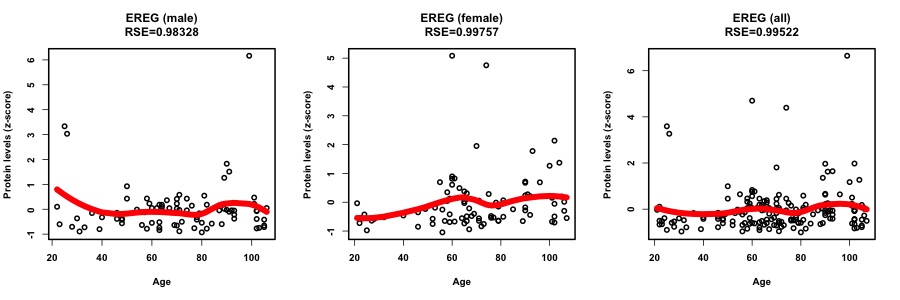 EREG (male)
RSE=0.98328
Protein levels (z-score)
6
5
4
3
2
1
0
-1
20 40 60 80 100
Age
EREG (female)
RSE=0.99757
Protein levels (z-score)
5
4
3
2
1
0
-1
20 40 60 80 100
Age
EREG (all)
RSE=0.99522
Protein levels (z-score)
6
4
2
0
20 40 60 80 100
Age